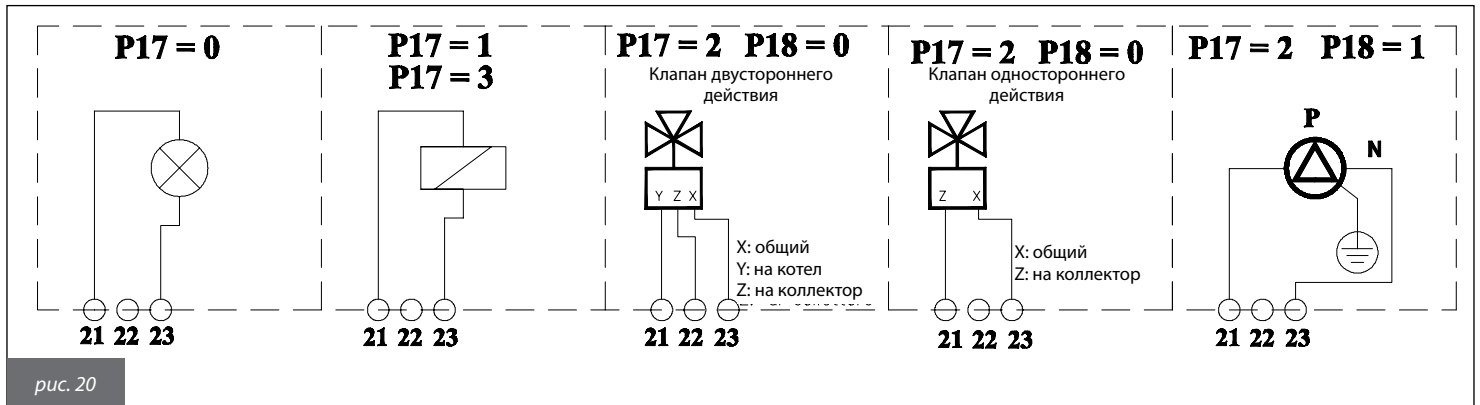 P17 = 0
P17 = 1
P17 = 3
P17 = 2 P18 = 0
Клапан двустороннего
действия
P17 = 2 P18 = 0
Клапан одностороннего
действия
P17 = 2 P18 = 1
P
N
Y Z X
Z X
X: общий
Y: на котел
Z: на коллектор
X: общий
Z: на коллектор
21 22 23
21 22 23
21 22 23
21 22 23
21 22 23
рис. 20